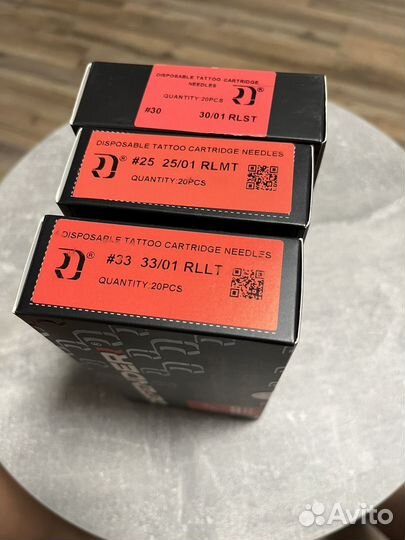 DISPOSABLE TATTOO CARTRIDGE
NEEDLES
QUANTITY:20PCS
#30 30/01 RLST
DISPOSABLE TATTOO CARTRIDGE NEEDLES
#25 25/01 RLMT
QUANTITY:20PCS
DISPOSABLE TATTOO CARTRIDGE NEEDLES
#33 33/01 RLLT
QUANTITY:20PCS
Avito